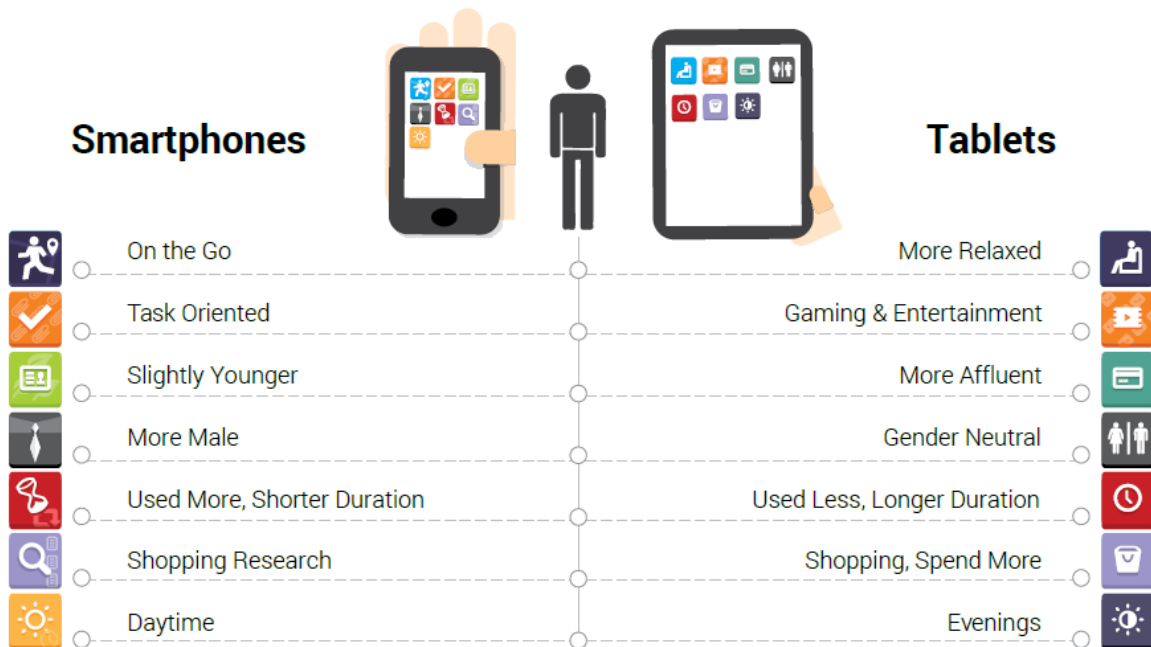 Smartphones
Tablets
On the Go
More Relaxed
Task Oriented
Gaming & Entertainment
Slightly Younger
More Affluent
More Male
Gender Neutral
Used More, Shorter Duration
Used Less, Longer Duration
Shopping Research
Shopping, Spend More
Daytime
Evenings